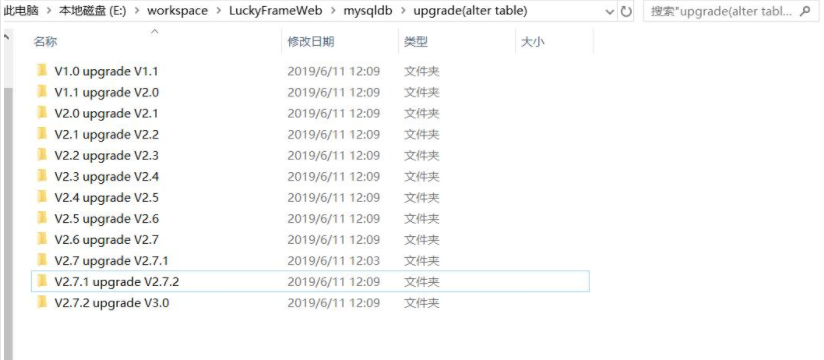 此电脑 › 本地磁盘 (E:) › workspace › LuckyFrameWeb › mysqldb › upgrade(alter table) 搜索"upgrade(alter tabl...
名称 修改日期 类型 大小
V1.0 upgrade V1.1 2019/6/11 12:09 文件夹
V1.1 upgrade V2.0 2019/6/11 12:09 文件夹
V2.0 upgrade V2.1 2019/6/11 12:09 文件夹
V2.1 upgrade V2.2 2019/6/11 12:09 文件夹
V2.2 upgrade V2.3 2019/6/11 12:09 文件夹
V2.3 upgrade V2.4 2019/6/11 12:09 文件夹
V2.4 upgrade V2.5 2019/6/11 12:09 文件夹
V2.5 upgrade V2.6 2019/6/11 12:09 文件夹
V2.6 upgrade V2.7 2019/6/11 12:09 文件夹
V2.7 upgrade V2.7.1 2019/6/11 12:03 文件夹
V2.7.1 upgrade V2.7.2 2019/6/11 12:09 文件夹
V2.7.2 upgrade V3.0 2019/6/11 12:09 文件夹